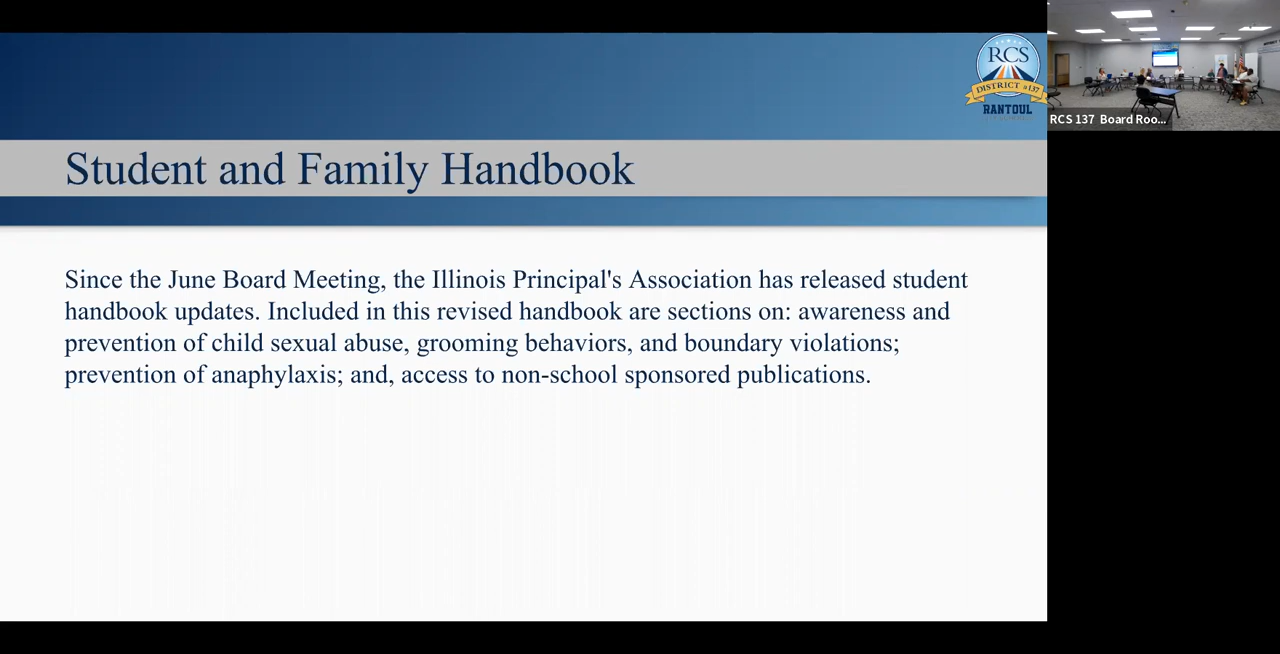 RCS
DISTRICT #137
RANTOUL
RCS 137 Board Roo...
Student and Family Handbook
Since the June Board Meeting, the Illinois Principal's Association has released student
handbook updates. Included in this revised handbook are sections on: awareness and
prevention of child sexual abuse, grooming behaviors, and boundary violations;
prevention of anaphylaxis; and, access to non-school sponsored publications.